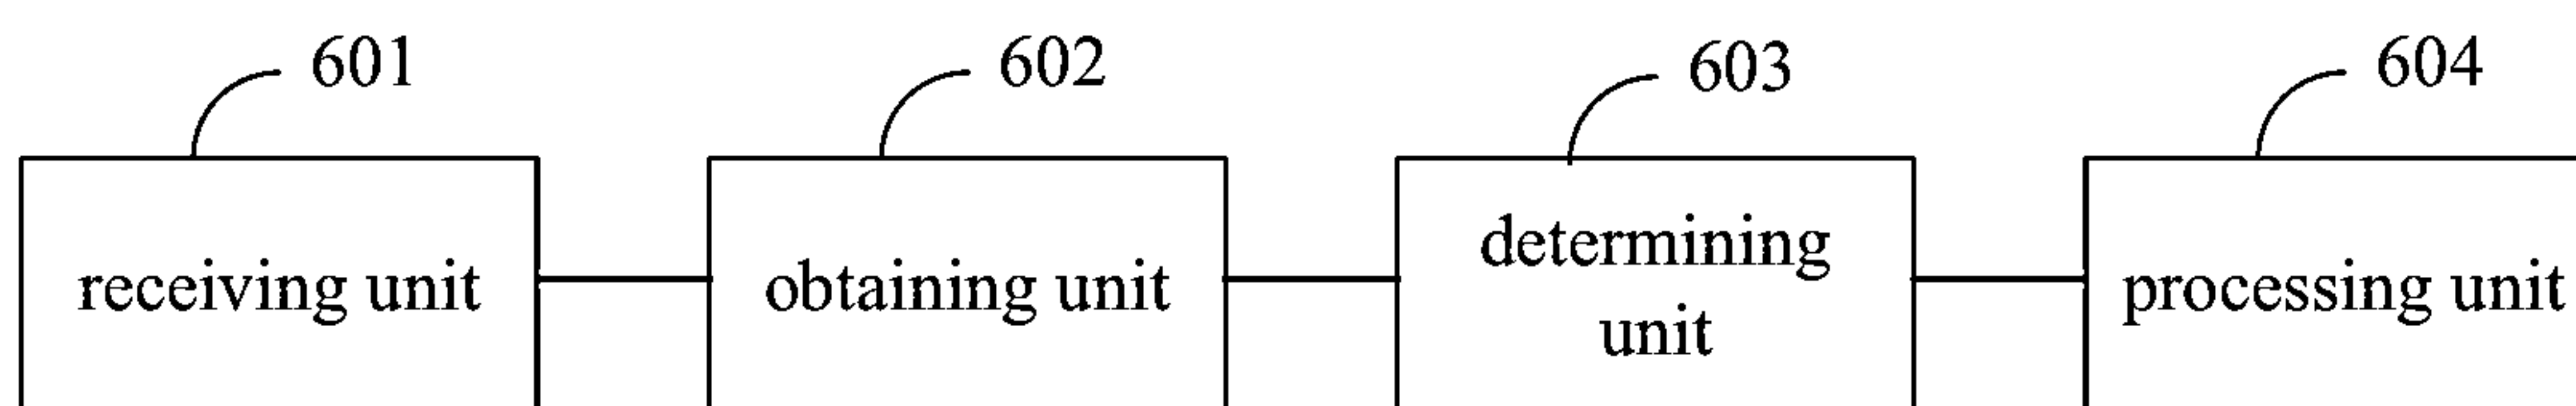 601
602
603
604
receiving unit
obtaining unit
determining
unit
processing unit